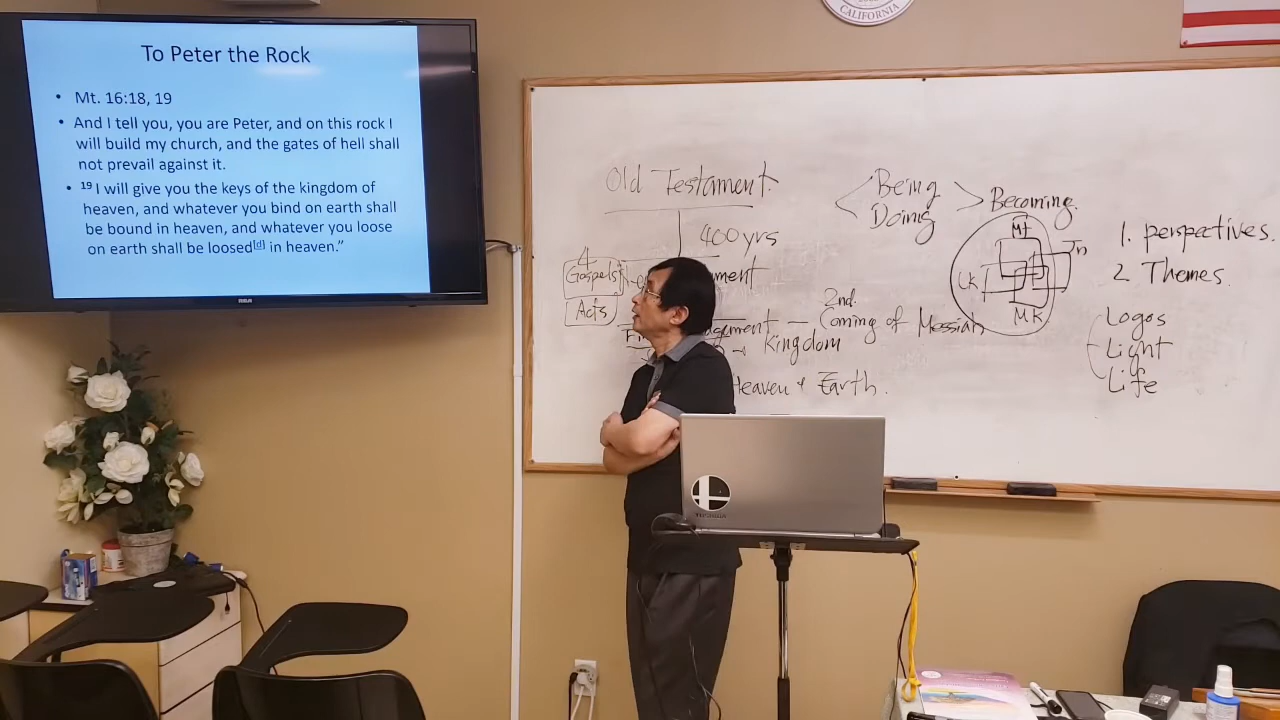 To Peter the Rock
• Mt. 16:18, 19
• And I tell you, you are Peter, and on this rock I
will build my church, and the gates of hell shall
not prevail against it.
• 19 I will give you the keys of the kingdom of
heaven, and whatever you bind on earth shall
be bound in heaven, and whatever you loose
on earth shall be loosed[d] in heaven.”
RCA
CALIFORNIA
Old Testament.
400 yrs
4
Gospels
Acts
2nd.
Coming of Messiah
Kingdom
Heaven + Earth.
Being
Doing
Becoming.
Mt
Jn
LK
MK
1. perspectives.
2. Themes.
Logos
Light
Life